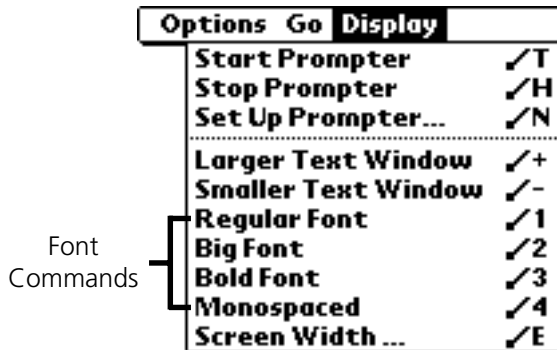 Options Go Display
Start Prompter /T
Stop Prompter /H
Set Up Prompter... /N
Larger Text Window /+
Smaller Text Window /-
Regular Font /1
Big Font /2
Bold Font /3
Monospaced /4
Screen Width ... /E
Font
Commands